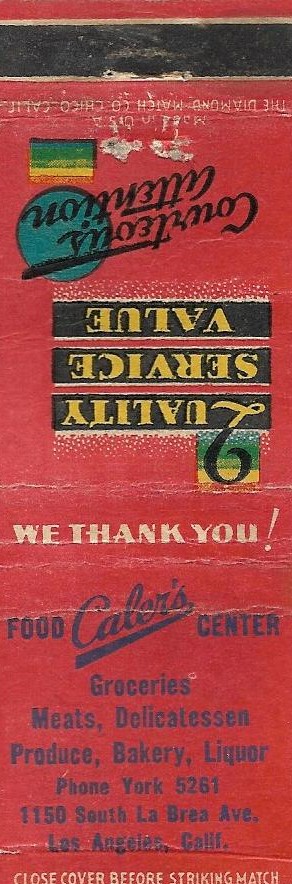 THE DIAMOND MATCH CO. CHICO, CALIF.
Made in U.S.A.
Courteous
attention
QUALITY
SERVICE
VALUE
WE THANK YOU!
FOOD Caler's CENTER
Groceries
Meats, Delicatessen
Produce, Bakery, Liquor
Phone York 5261
1150 South La Brea Ave.
Los Angeles, Calif.
CLOSE COVER BEFORE STRIKING MATCH